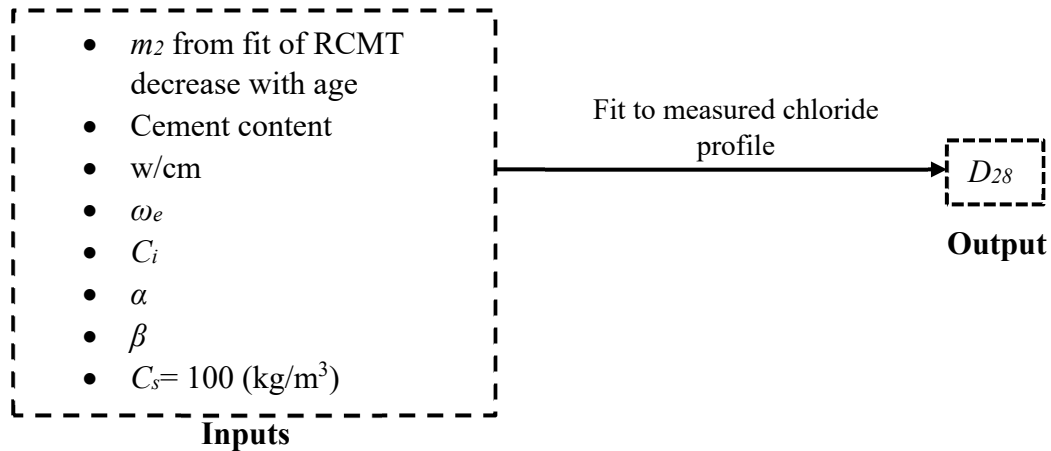 • m2 from fit of RCMT
decrease with age
• Cement content
• w/cm
• ωe
• Ci
• α
• β
• Cs= 100 (kg/m3)
Inputs
Fit to measured chloride
profile
D28
Output